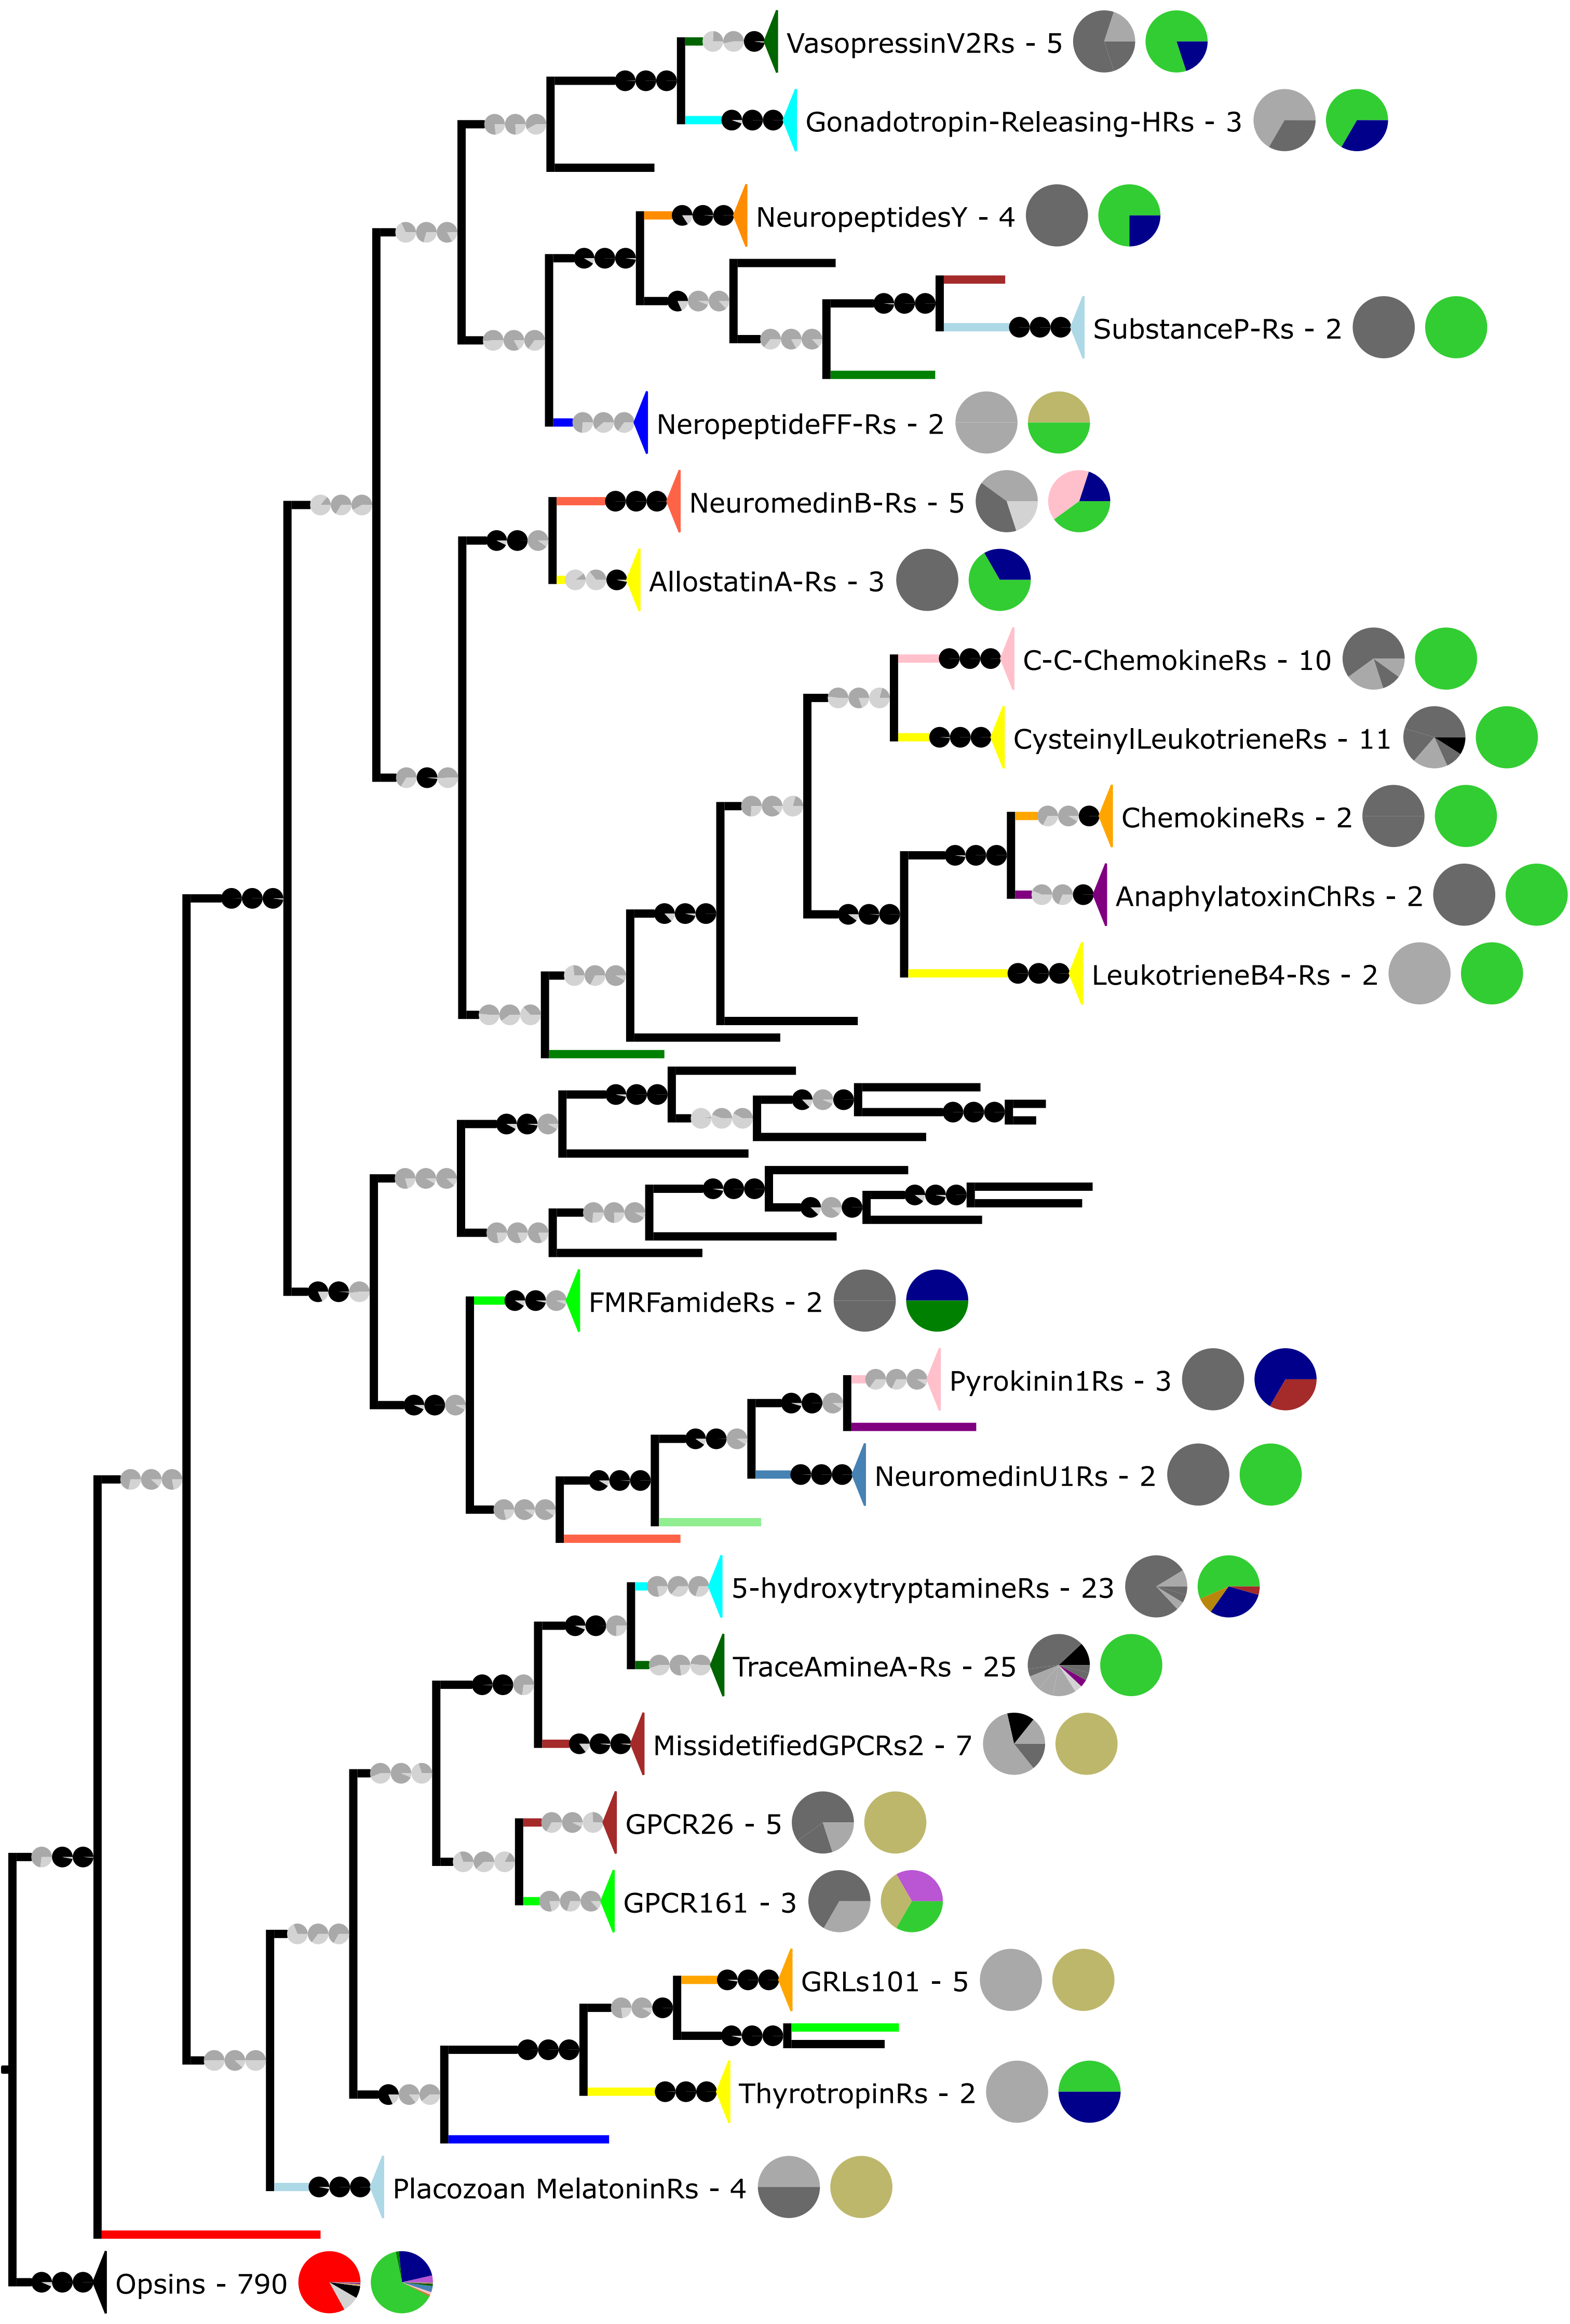 VasopressinV2Rs - 5
Gonadotropin-Releasing-HRs - 3
NeuropeptidesY - 4
SubstanceP-Rs - 2
NeropeptideFF-Rs - 2
NeuromedinB-Rs - 5
AllostatinA-Rs - 3
C-C-ChemokineRs - 10
CysteinylLeukotrieneRs - 11
ChemokineRs - 2
AnaphylatoxinChRs - 2
LeukotrieneB4-Rs - 2
FMRFamideRs - 2
Pyrokinin1Rs - 3
NeuromedinU1Rs - 2
5-hydroxytryptamineRs - 23
TraceAmineA-Rs - 25
MissidetifiedGPCRs2 - 7
GPCR26 - 5
GPCR161 - 3
GRLs101 - 5
ThyrotropinRs - 2
Placozoan MelatoninRs - 4
Opsins - 790